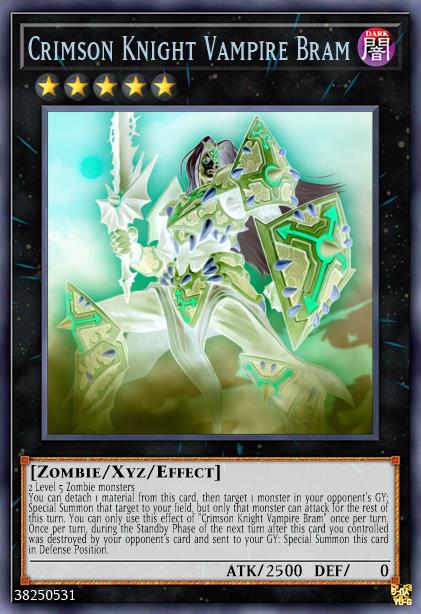 CRIMSON KNIGHT VAMPIRE BRAM
DARK
闇
[ZOMBIE/XYZ/EFFECT]
2 Level 5 Zombie monsters
You can detach 1 material from this card, then target 1 monster in your opponent's GY;
Special Summon that target to your field, but only that monster can attack for the rest of
this turn. You can only use this effect of "Crimson Knight Vampire Bram" once per turn.
Once per turn, during the Standby Phase of the next turn after this card you controlled
was destroyed by your opponent's card and sent to your GY: Special Summon this card
in Defense Position.
ATK/2500 DEF/ 0
38250531